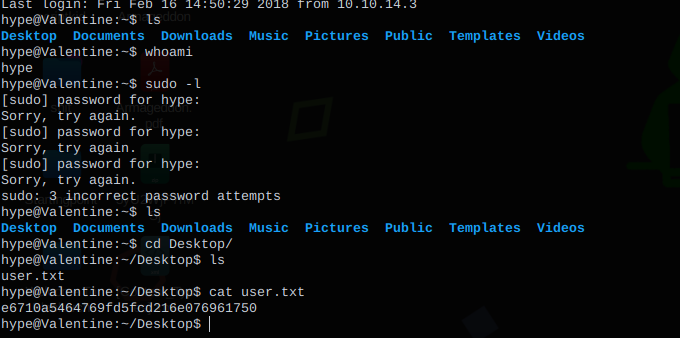 Last login: Fri Feb 16 14:50:29 2018 from 10.10.14.3
hype@Valentine:~$ ls
Desktop  Documents  Downloads  Music  Pictures  Public  Templates  Videos
hype@Valentine:~$ whoami
hype
hype@Valentine:~$ sudo -l
[sudo] password for hype:
Sorry, try again.
[sudo] password for hype:
Sorry, try again.
[sudo] password for hype:
Sorry, try again.
sudo: 3 incorrect password attempts
hype@Valentine:~$ ls
Desktop  Documents  Downloads  Music  Pictures  Public  Templates  Videos
hype@Valentine:~$ cd Desktop/
hype@Valentine:~/Desktop$ ls
user.txt
hype@Valentine:~/Desktop$ cat user.txt
e6710a5464769fd5fcd216e076961750
hype@Valentine:~/Desktop$